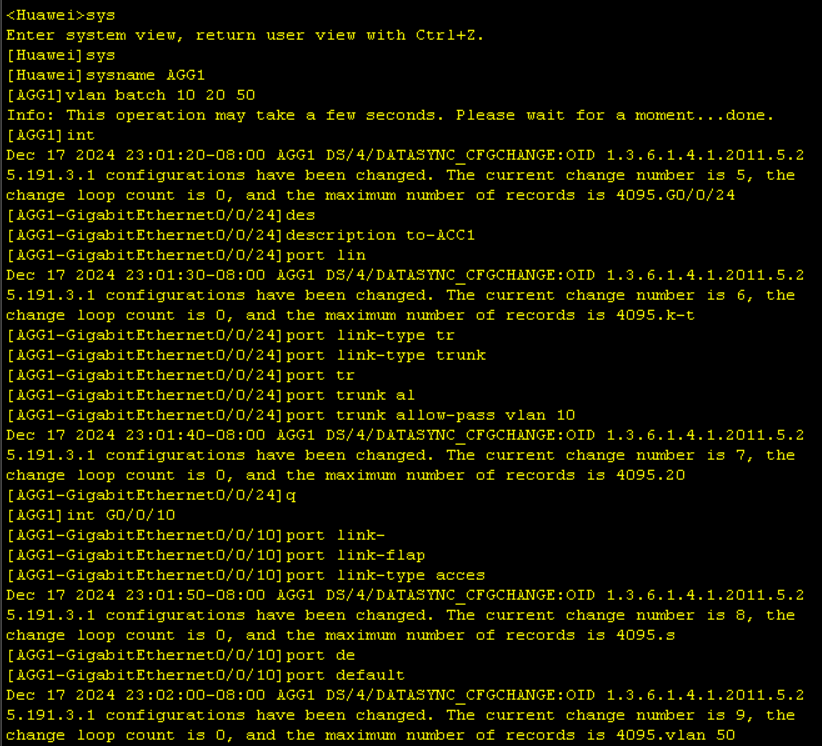 <Huawei>sys
Enter system view, return user view with Ctrl+Z.
[Huawei]sys
[Huawei]sysname AGG1
[AGG1]vlan batch 10 20 50
Info: This operation may take a few seconds. Please wait for a moment...done.
[AGG1]int
Dec 17 2024 23:01:20-08:00 AGG1 DS/4/DATASYNC_CFGCHANGE:OID 1.3.6.1.4.1.2011.5.2
5.191.3.1 configurations have been changed. The current change number is 5, the
change loop count is 0, and the maximum number of records is 4095.G0/0/24
[AGG1-GigabitEthernet0/0/24]des
[AGG1-GigabitEthernet0/0/24]description to-ACC1
[AGG1-GigabitEthernet0/0/24]port lin
Dec 17 2024 23:01:30-08:00 AGG1 DS/4/DATASYNC_CFGCHANGE:OID 1.3.6.1.4.1.2011.5.2
5.191.3.1 configurations have been changed. The current change number is 6, the
change loop count is 0, and the maximum number of records is 4095.k-t
[AGG1-GigabitEthernet0/0/24]port link-type tr
[AGG1-GigabitEthernet0/0/24]port link-type trunk
[AGG1-GigabitEthernet0/0/24]port tr
[AGG1-GigabitEthernet0/0/24]port trunk al
[AGG1-GigabitEthernet0/0/24]port trunk allow-pass vlan 10
Dec 17 2024 23:01:40-08:00 AGG1 DS/4/DATASYNC_CFGCHANGE:OID 1.3.6.1.4.1.2011.5.2
5.191.3.1 configurations have been changed. The current change number is 7, the
change loop count is 0, and the maximum number of records is 4095.20
[AGG1-GigabitEthernet0/0/24]q
[AGG1]int G0/0/10
[AGG1-GigabitEthernet0/0/10]port link-
[AGG1-GigabitEthernet0/0/10]port link-flap
[AGG1-GigabitEthernet0/0/10]port link-type acces
Dec 17 2024 23:01:50-08:00 AGG1 DS/4/DATASYNC_CFGCHANGE:OID 1.3.6.1.4.1.2011.5.2
5.191.3.1 configurations have been changed. The current change number is 8, the
change loop count is 0, and the maximum number of records is 4095.s
[AGG1-GigabitEthernet0/0/10]port de
[AGG1-GigabitEthernet0/0/10]port default
Dec 17 2024 23:02:00-08:00 AGG1 DS/4/DATASYNC_CFGCHANGE:OID 1.3.6.1.4.1.2011.5.2
5.191.3.1 configurations have been changed. The current change number is 9, the
change loop count is 0, and the maximum number of records is 4095.vlan 50